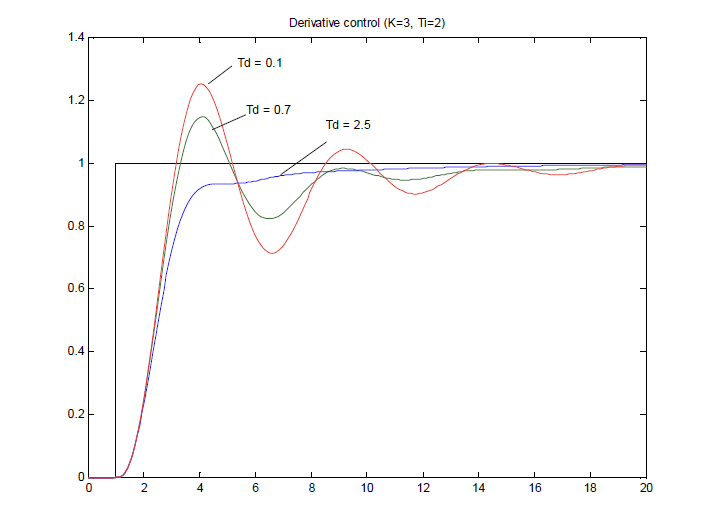 Derivative control (K=3, Ti=2)
1.4
1.2
1
0.8
0.6
0.4
0.2
0
Td = 0.1
Td = 0.7
Td = 2.5
0 2 4 6 8 10 12 14 16 18 20